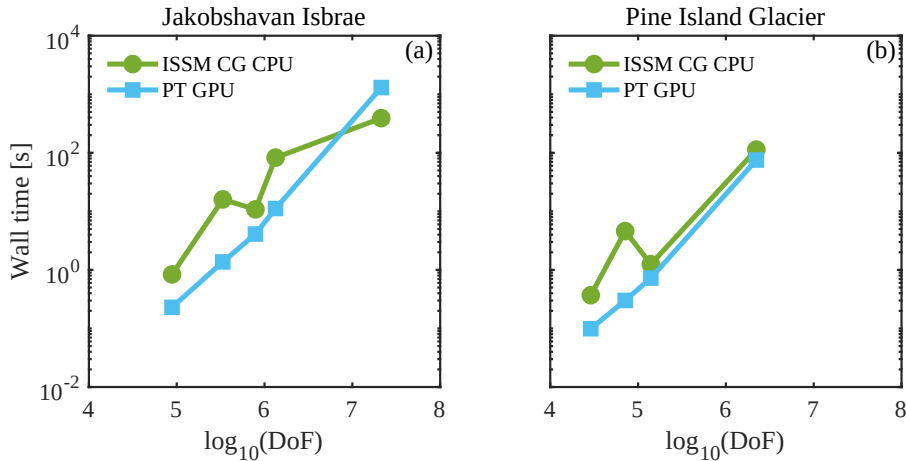 Jakobshavan Isbrae
(a)
ISSM CG CPU
PT GPU
Wall time [s]
10^4
10^2
10^0
10^-2
4 5 6 7 8
log_10(DoF)
Pine Island Glacier
(b)
ISSM CG CPU
PT GPU
4 5 6 7 8
log_10(DoF)